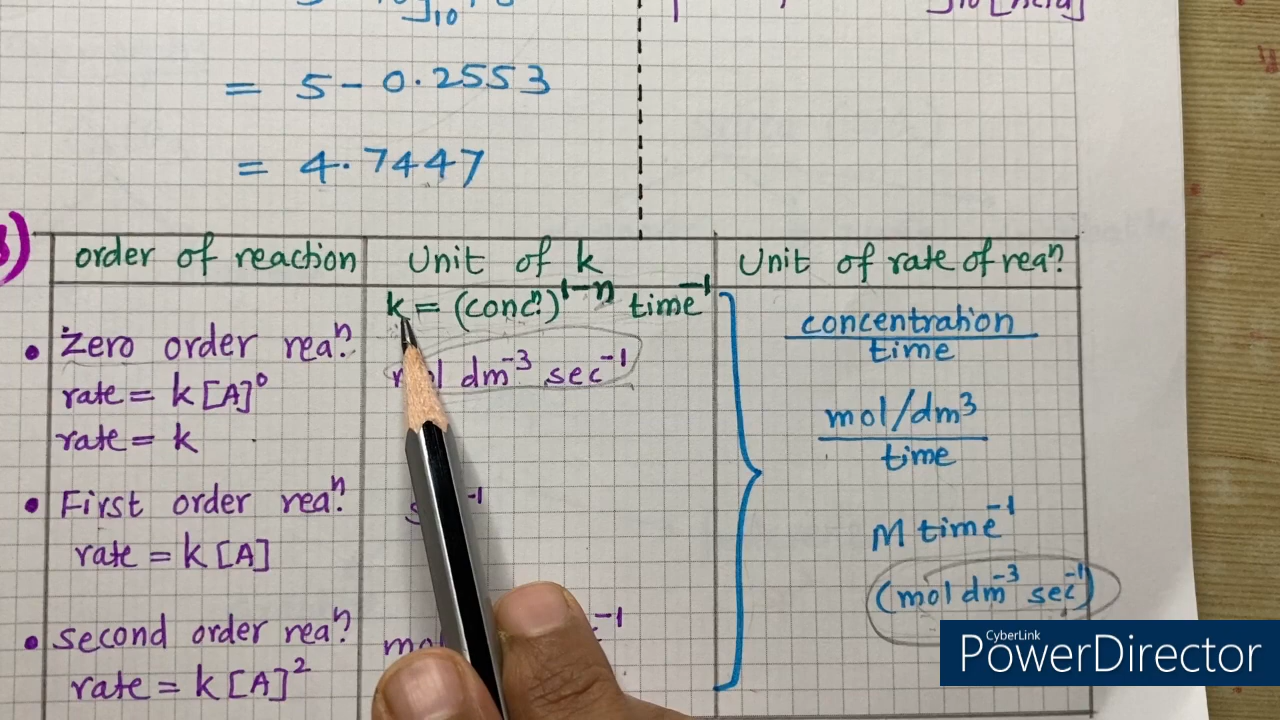 = 5 - 0.2553
= 4.7447
order of reaction
Unit of k
Unit of rate of reaⁿ.
k = (concⁿ.)¹⁻ⁿ time⁻¹
• Zero order reaⁿ.
rate = k [A]⁰
rate = k
dm⁻³ sec⁻¹
• First order reaⁿ.
rate = k [A]
• second order reaⁿ.
rate = k [A]²
concentration
time
mol/dm³
time
M time⁻¹
(mol dm⁻³ sec⁻¹)
CyberLink
PowerDirector